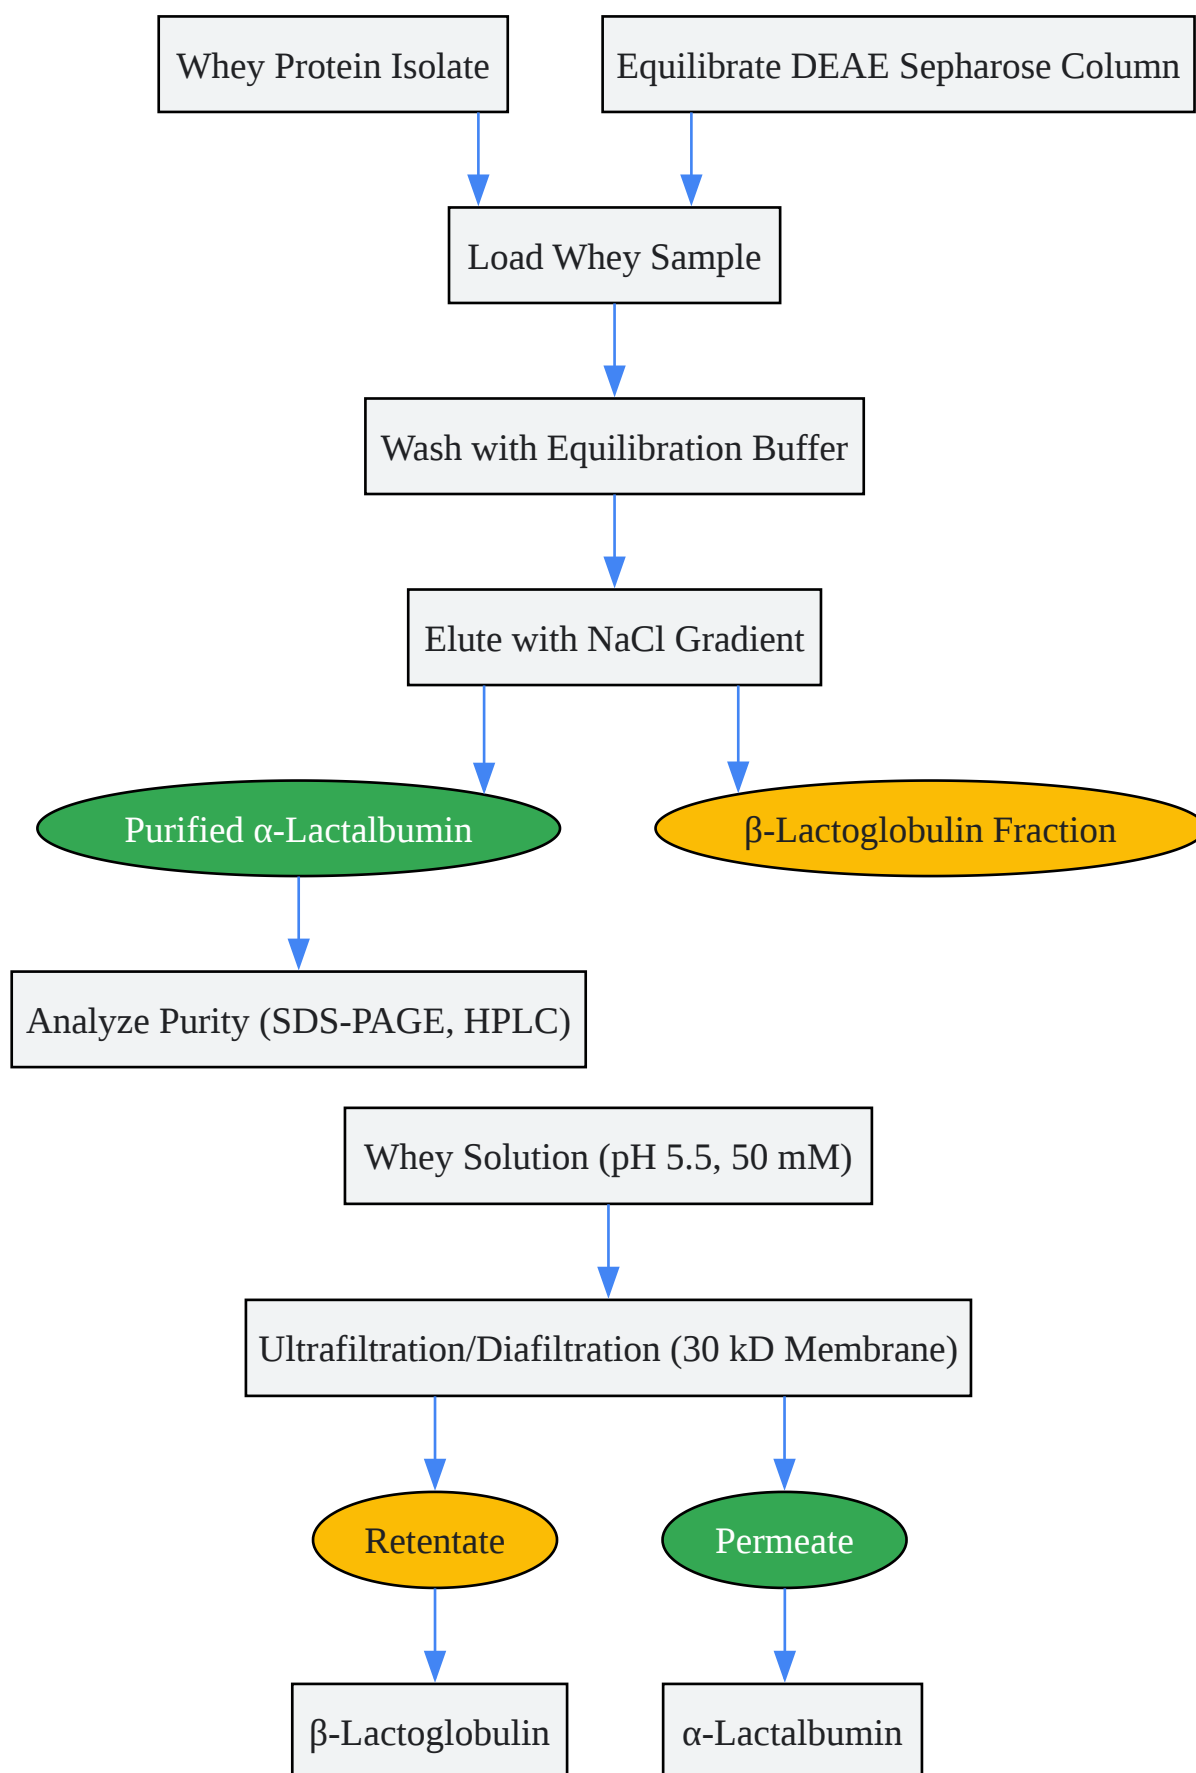 Whey Protein Isolate
Equilibrate DEAE Sepharose Column
Load Whey Sample
Wash with Equilibration Buffer
Elute with NaCl Gradient
Purified α-Lactalbumin
β-Lactoglobulin Fraction
Analyze Purity (SDS-PAGE, HPLC)
Whey Solution (pH 5.5, 50 mM)
Ultrafiltration/Diafiltration (30 kD Membrane)
Retentate
Permeate
β-Lactoglobulin
α-Lactalbumin